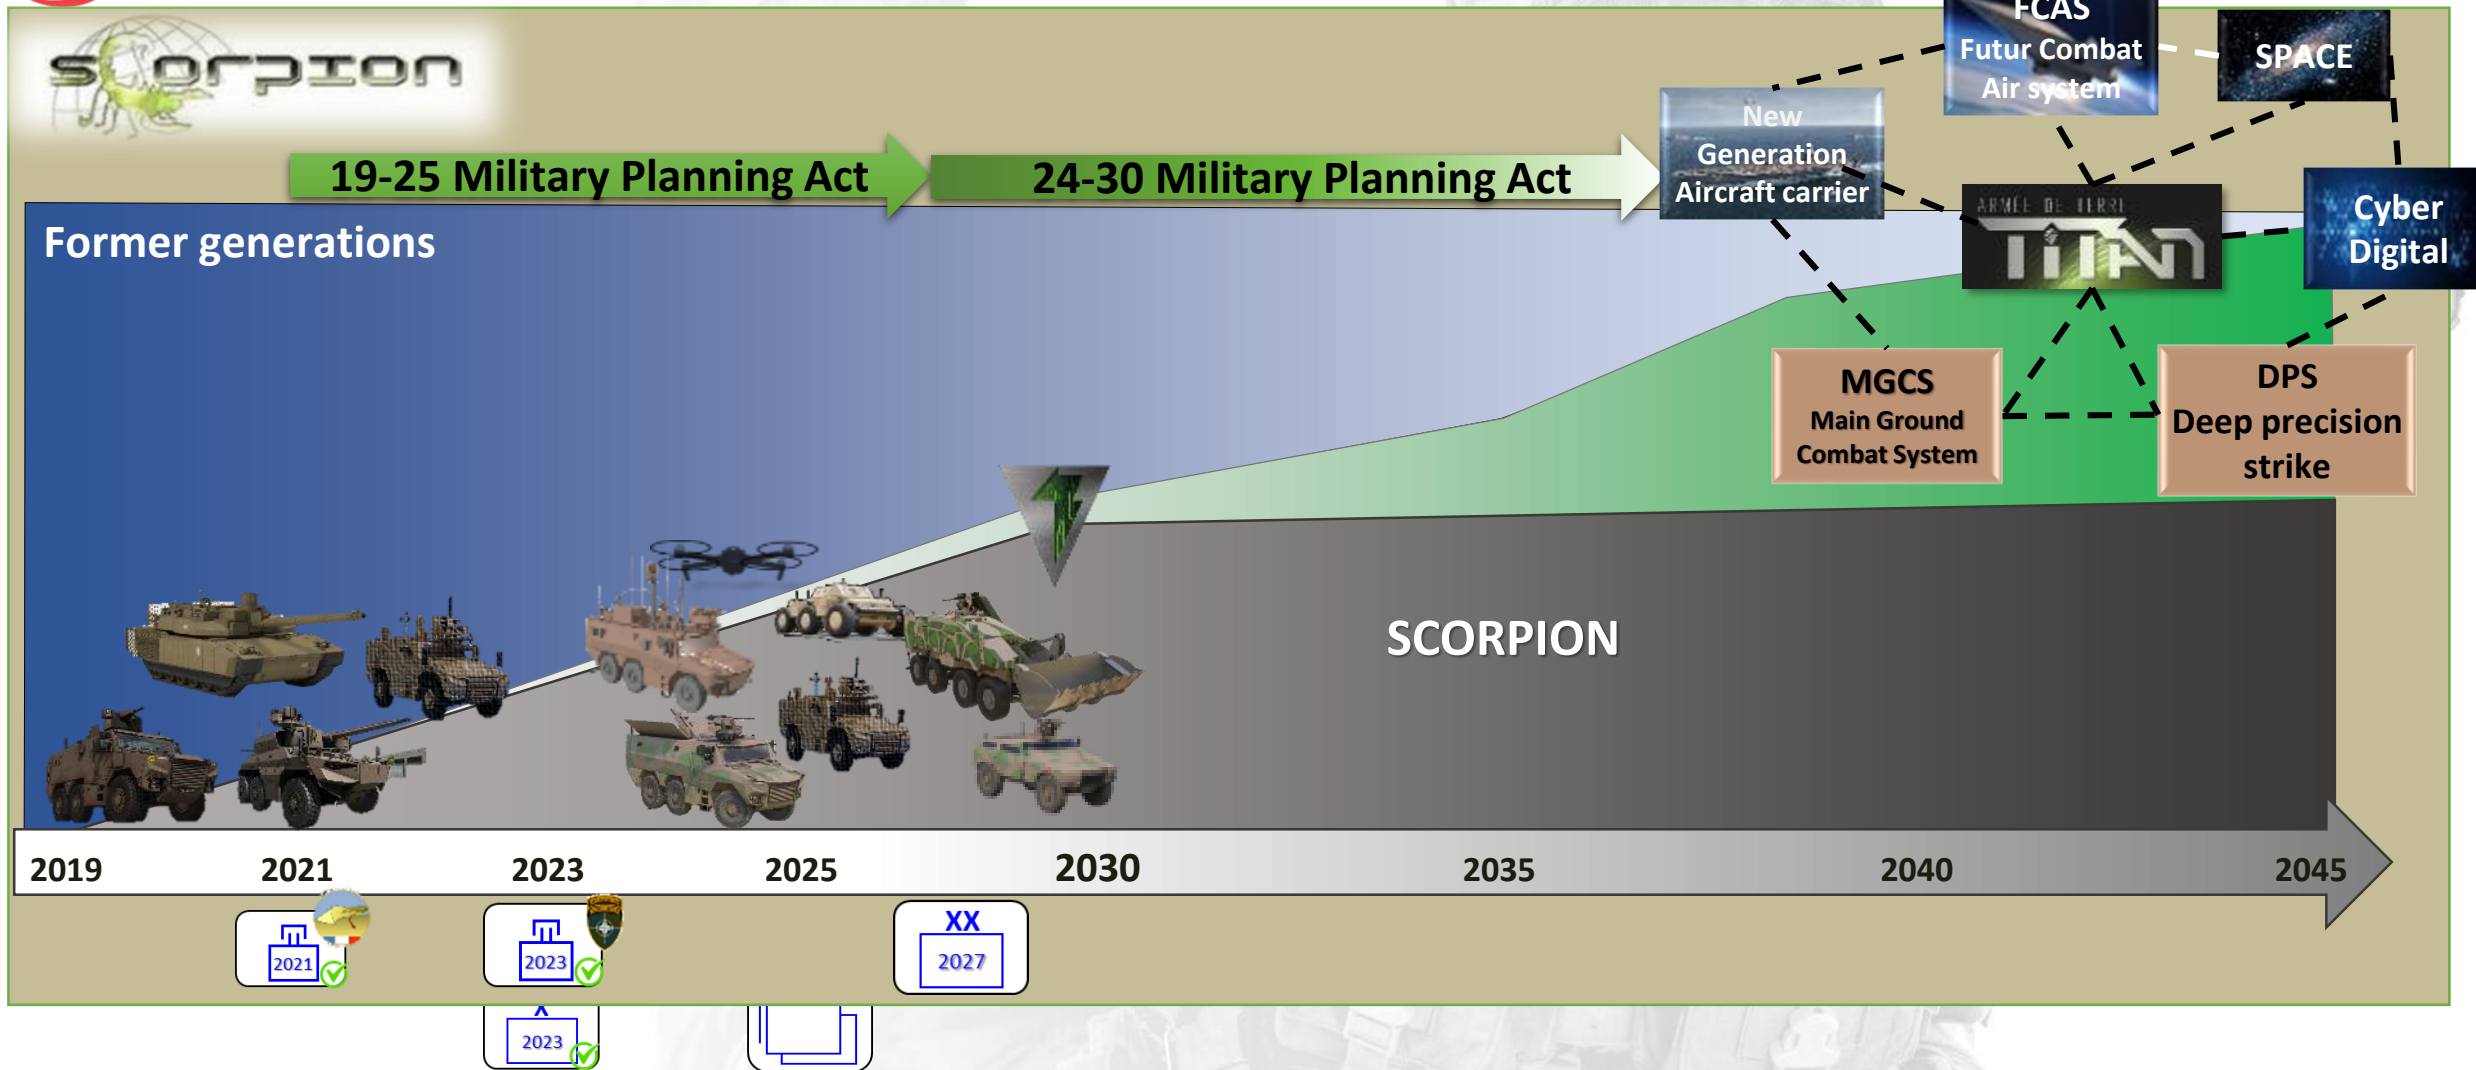 scorpion
FCAS
Futur Combat
Air system
SPACE
New
Generation
Aircraft carrier
19-25 Military Planning Act
24-30 Military Planning Act
ARMÉE DE TERRE
TITAN
Cyber
Digital
Former generations
MGCS
Main Ground
Combat System
DPS
Deep precision
strike
SCORPION
2019
2021
2023
2025
2030
2035
2040
2045
2021
2023
XX
2027
X
2023